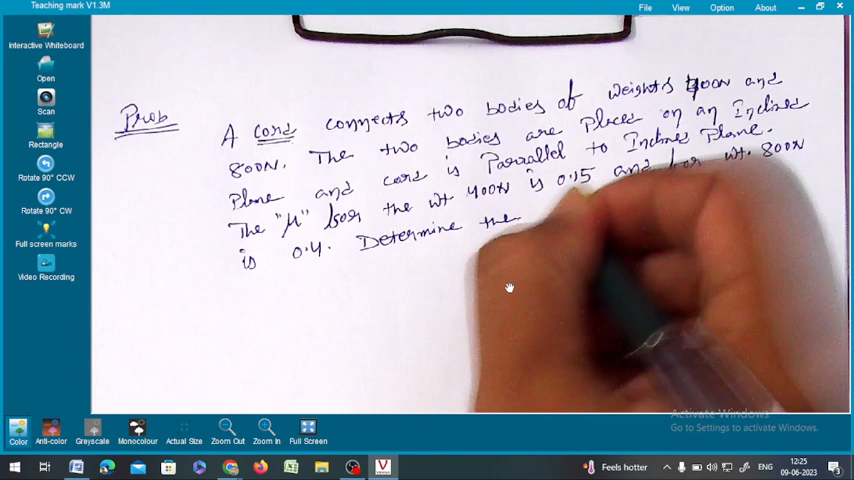 Teaching mark V1.3M
File View Option About
Interactive Whiteboard
Open
Scan
Rectangle
Rotate 90° CCW
Rotate 90° CW
Full screen marks
Video Recording
Prob
A cord connects two bodies of weights 400N and
800N. The two bodies are places on an Inclined
Plane and cord is Parrallel to Inclined Plane.
The "μ" for the wt 400N is 0.15 and for wt. 800N
is 0.4. Determine the
Activate Windows
Go to Settings to activate Windows.
Color
Anti-color
Greyscale
Monocolour
Actual Size
Zoom Out
Zoom In
Full Screen
Feels hotter
ENG
12:25
09-06-2023